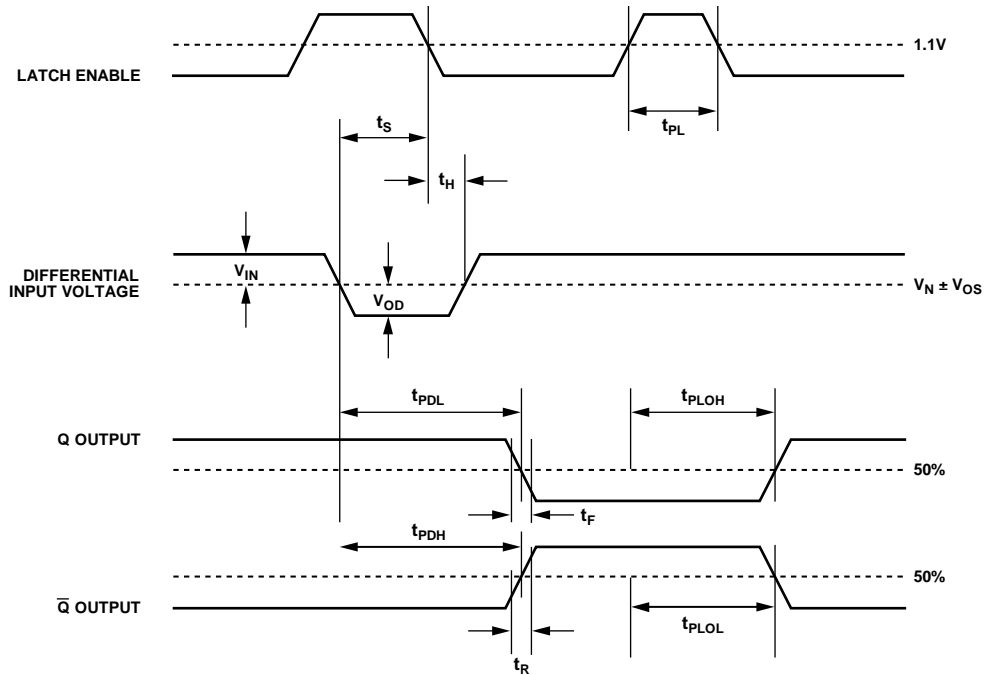 1.1V
LATCH ENABLE
tS
tPL
tH
VIN
DIFFERENTIAL
INPUT VOLTAGE
VN ± VOS
VOD
tPDL
tPLOH
Q OUTPUT
50%
tF
tPDH
50%
Q̅ OUTPUT
tPLOL
tR